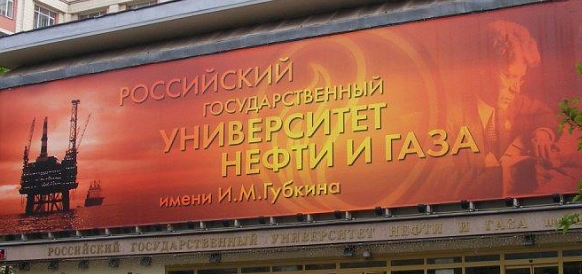 РОССИЙСКИЙ
ГОСУДАРСТВЕННЫЙ
УНИВЕРСИТЕТ
НЕФТИ И ГАЗА
имени И.М.Губкина
РОССИЙСКИЙ ГОСУДАРСТВЕННЫЙ УНИВЕРСИТЕТ НЕФТИ И ГАЗА